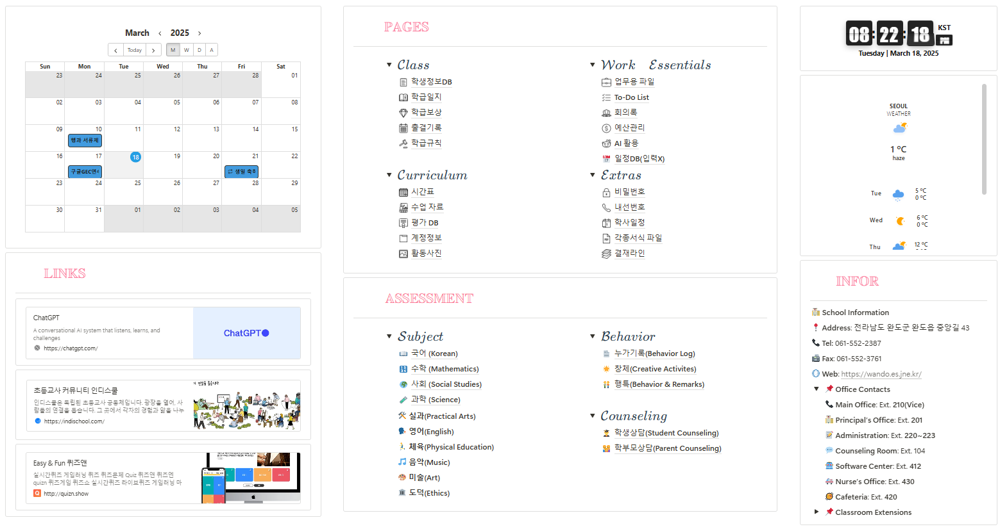 March 2025
Today
M W D A
Sun Mon Tue Wed Thu Fri Sat
23 24 25 26 27 28 01
02 03 04 05 06 07 08
09 10 11 12 13 14 15
행과 서류제
16 17 18 19 20 21 22
구글GEC연수
생일 축하
23 24 25 26 27 28 29
30 31 01 02 03 04 05
LINKS
ChatGPT
A conversational AI system that listens, learns, and
challenges
https://chatgpt.com/
ChatGPT
초등교사 커뮤니티 인디스쿨
인디스쿨은 독립된 초등교사 공동체입니다. 광장을 열어, 사
람들의 연결을 돕습니다. 그 곳에서 각자의 경험과 앎을 나누
https://indischool.com/
Easy & Fun 퀴즈앤
실시간퀴즈 게임러닝 퀴즈 퀴즈문제 Quiz 퀴즈앤 퀴즈엔
quizn 퀴즈게임 퀴즈쇼 실시간퀴즈 라이브퀴즈 게임러닝 마
http://quizn.show
PAGES
Class
학생정보DB
학급일지
학급보상
출결기록
학급규칙
Work Essentials
업무용 파일
To-Do List
회의록
예산관리
AI 활용
일정DB(입력X)
Curriculum
시간표
수업 자료
평가 DB
계정정보
활동사진
Extras
비밀번호
내선번호
학사일정
각종서식 파일
결재라인
ASSESSMENT
Subject
국어 (Korean)
수학 (Mathematics)
사회 (Social Studies)
과학 (Science)
실과(Practical Arts)
영어(English)
체육(Physical Education)
음악(Music)
미술(Art)
도덕(Ethics)
Behavior
누가기록(Behavior Log)
창체(Creative Activites)
행특(Behavior & Remarks)
Counseling
학생상담(Student Counseling)
학부모상담(Parent Counseling)
08:22:18 KST
PM
Tuesday | March 18, 2025
SEOUL
WEATHER
1 °C
haze
Tue 5 °C
0 °C
Wed 6 °C
0 °C
Thu 12 °C
INFOR
School Information
Address: 전라남도 완도군 완도읍 중앙길 43
Tel: 061-552-2387
Fax: 061-552-3761
Web: https://wando.es.jne.kr/
Office Contacts
Main Office: Ext. 210(Vice)
Principal's Office: Ext. 201
Administration: Ext. 220~223
Counseling Room: Ext. 104
Software Center: Ext. 412
Nurse's Office: Ext. 430
Cafeteria: Ext. 420
Classroom Extensions